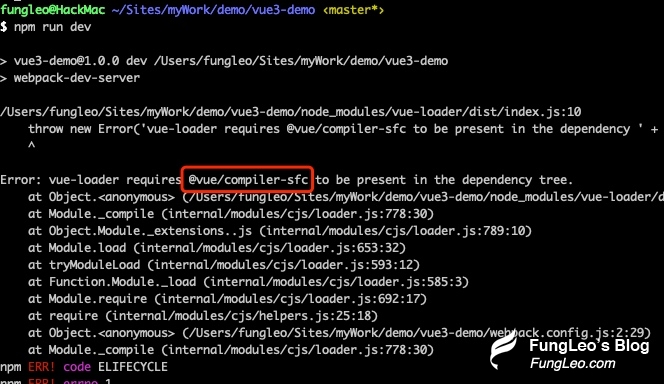 fungleo@HackMac ~/Sites/myWork/demo/vue3-demo ‹master*›
$ npm run dev
> vue3-demo@1.0.0 dev /Users/fungleo/Sites/myWork/demo/vue3-demo
> webpack-dev-server
/Users/fungleo/Sites/myWork/demo/vue3-demo/node_modules/vue-loader/dist/index.js:10
throw new Error('vue-loader requires @vue/compiler-sfc to be present in the dependency ' +
^
Error: vue-loader requires @vue/compiler-sfc to be present in the dependency tree.
at Object.<anonymous> (/Users/fungleo/Sites/myWork/demo/vue3-demo/node_modules/vue-loader/d
at Module._compile (internal/modules/cjs/loader.js:778:30)
at Object.Module._extensions..js (internal/modules/cjs/loader.js:789:10)
at Module.load (internal/modules/cjs/loader.js:653:32)
at tryModuleLoad (internal/modules/cjs/loader.js:593:12)
at Function.Module._load (internal/modules/cjs/loader.js:585:3)
at Module.require (internal/modules/cjs/loader.js:692:17)
at require (internal/modules/cjs/helpers.js:25:18)
at Object.<anonymous> (/Users/fungleo/Sites/myWork/demo/vue3-demo/webpack.config.js:2:29)
at Module._compile (internal/modules/cjs/loader.js:778:30)
npm ERR! code ELIFECYCLE
npm ERR! errno 1
FungLeo's Blog
FungLeo.com